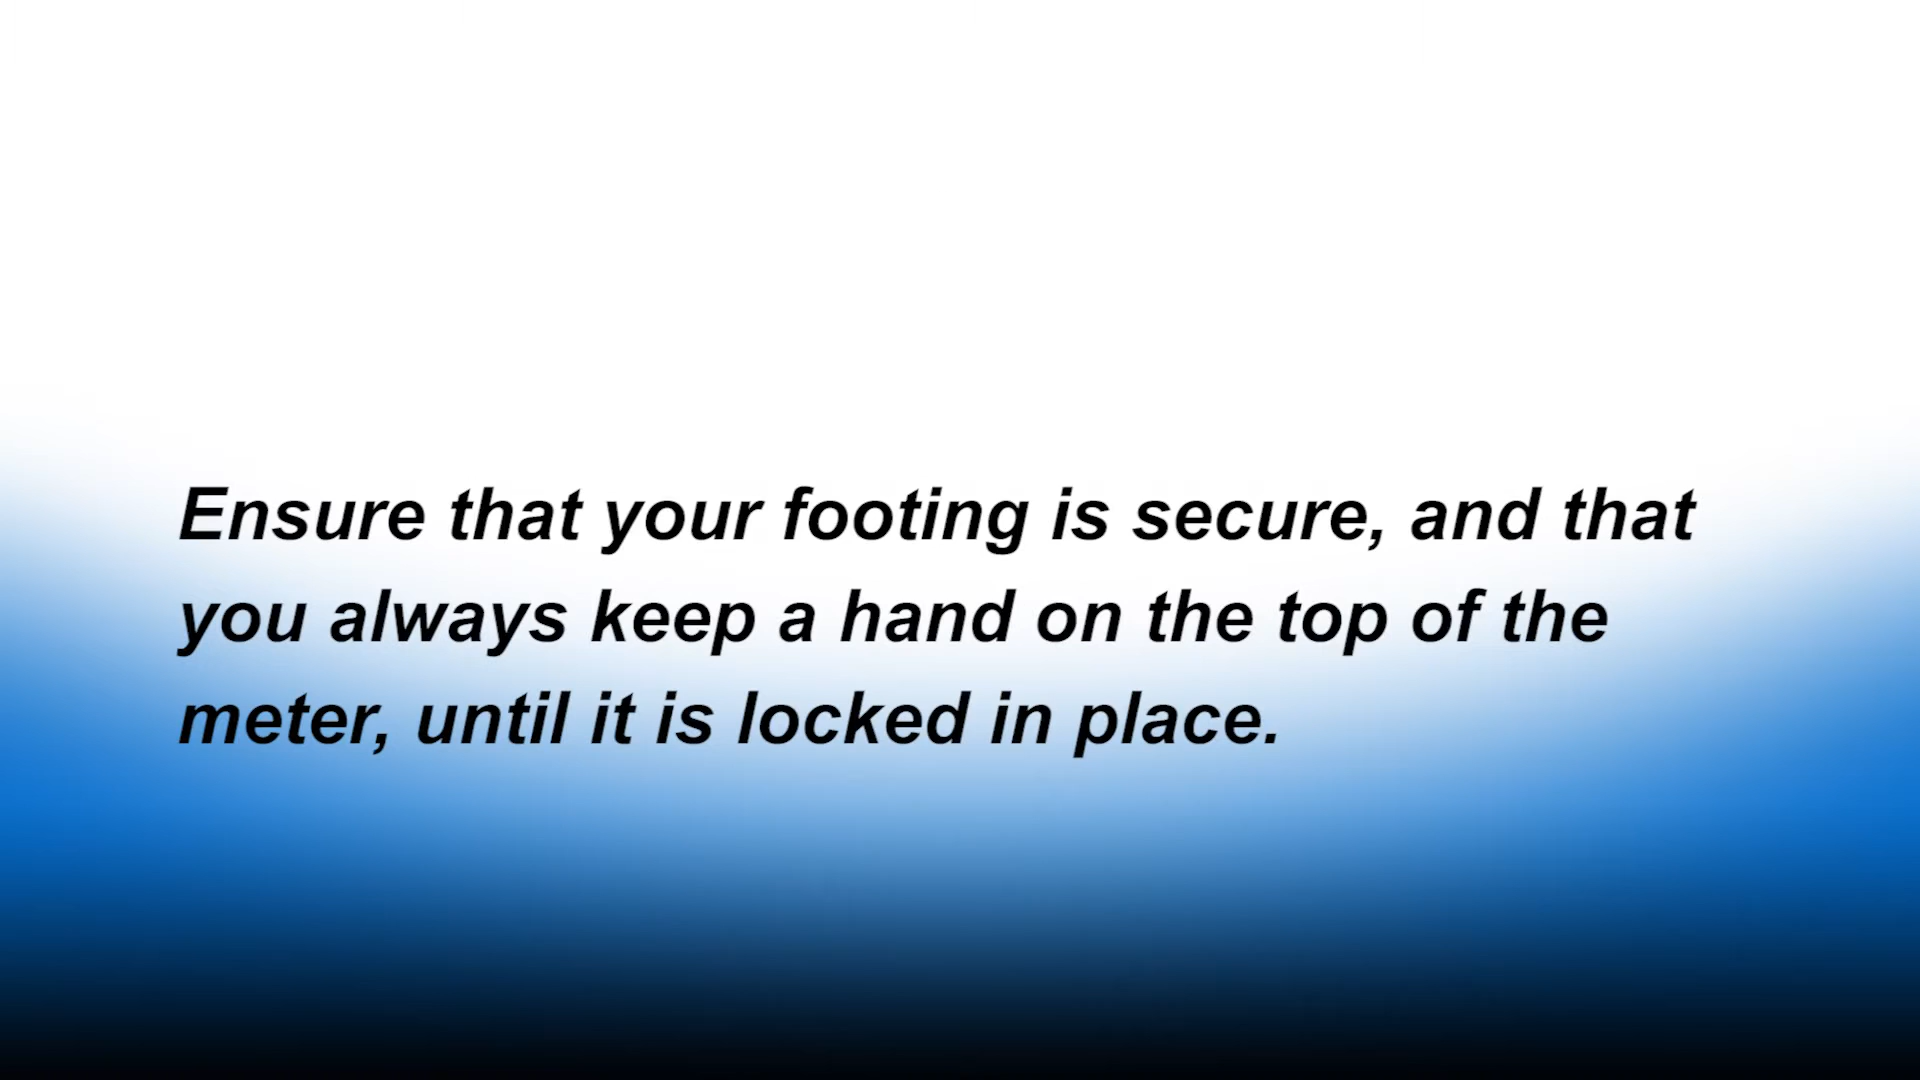 Ensure that your footing is secure, and that
you always keep a hand on the top of the
meter, until it is locked in place.